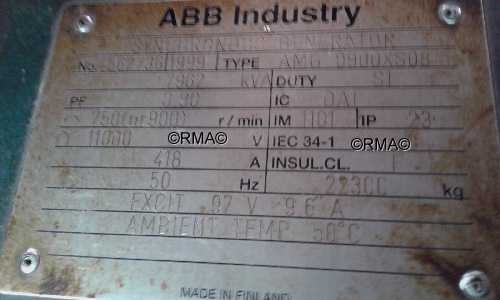 ABB Industry
SYNCHRONOUS GENERATOR
No. 1999 TYPE AMG 0900XS08
7962 kVA DUTY S1
PF 0.90 IC 0A1
750(or 900) r/min IM 1101 IP 23
11000 V IEC 34-1
418 A INSUL.CL.
50 Hz 22300 kg
EXCIT 97 V 9.6 A
AMBIENT TEMP 50°C
MADE IN FINLAND
©RMA© ©RMA©